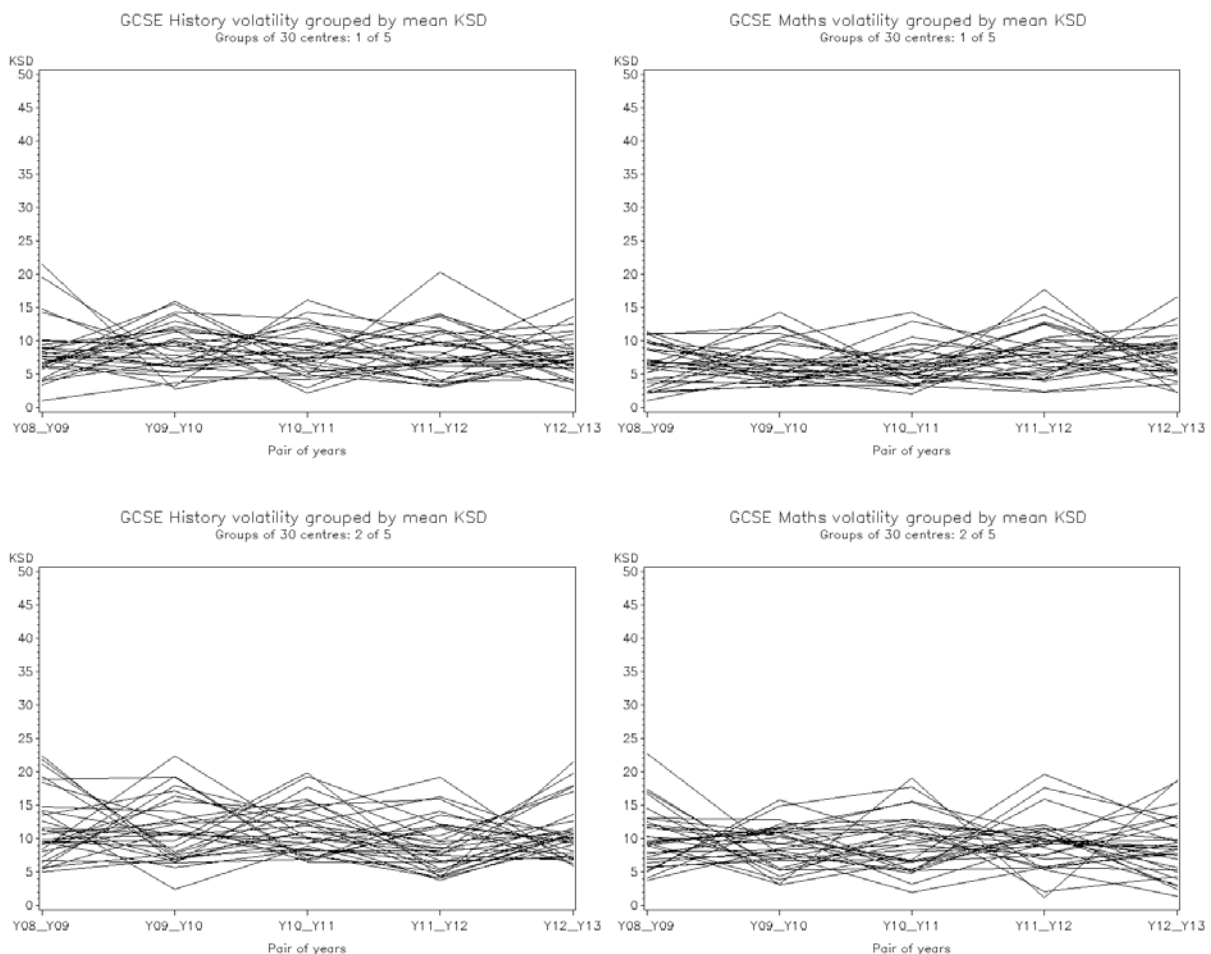 GCSE History volatility grouped by mean KSD
Groups of 30 centres: 1 of 5
KSD
50
45
40
35
30
25
20
15
10
5
0
Y08_Y09 Y09_Y10 Y10_Y11 Y11_Y12 Y12_Y13
Pair of years
GCSE Maths volatility grouped by mean KSD
Groups of 30 centres: 1 of 5
KSD
50
45
40
35
30
25
20
15
10
5
0
Y08_Y09 Y09_Y10 Y10_Y11 Y11_Y12 Y12_Y13
Pair of years
GCSE History volatility grouped by mean KSD
Groups of 30 centres: 2 of 5
KSD
50
45
40
35
30
25
20
15
10
5
0
Y08_Y09 Y09_Y10 Y10_Y11 Y11_Y12 Y12_Y13
Pair of years
GCSE Maths volatility grouped by mean KSD
Groups of 30 centres: 2 of 5
KSD
50
45
40
35
30
25
20
15
10
5
0
Y08_Y09 Y09_Y10 Y10_Y11 Y11_Y12 Y12_Y13
Pair of years